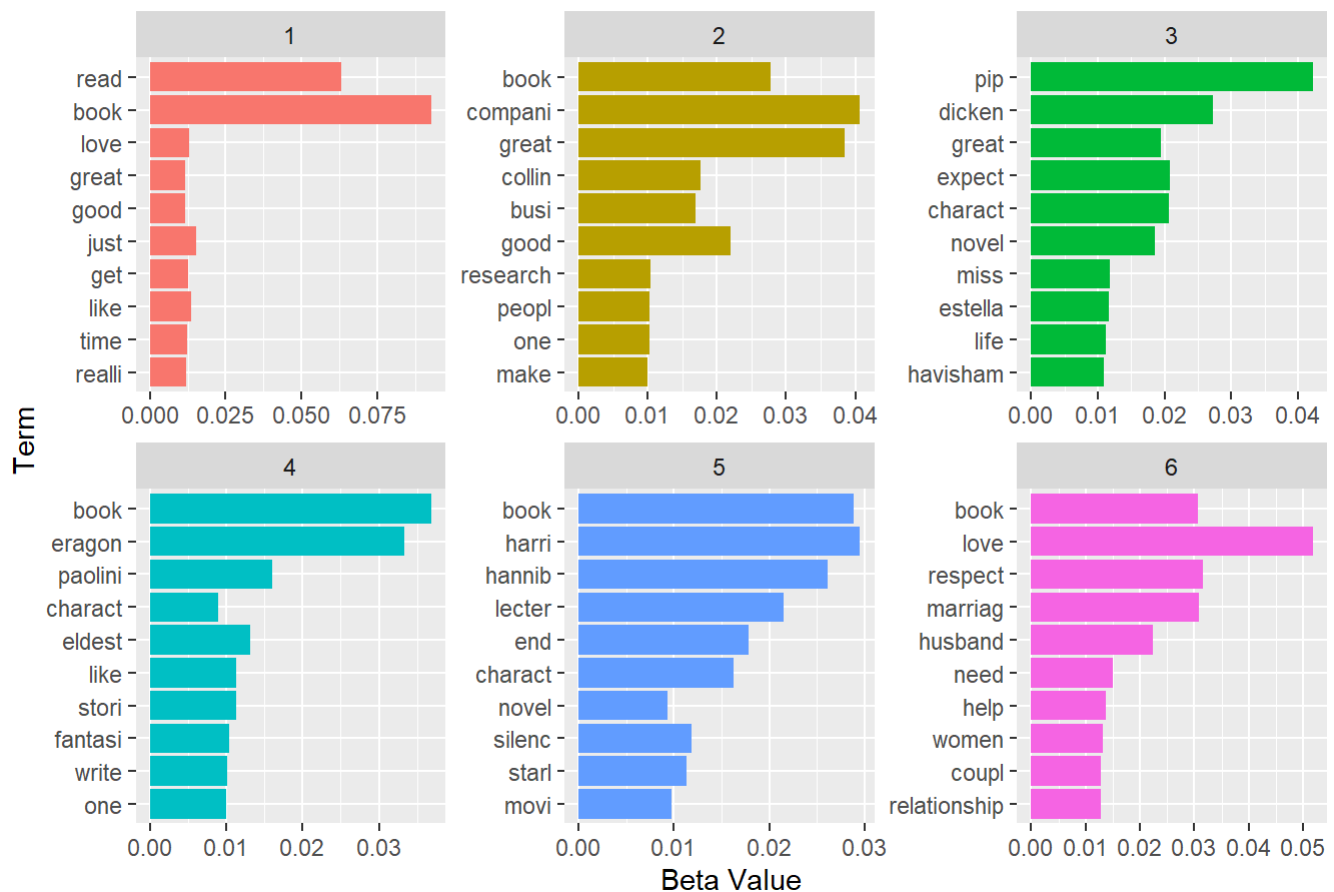 1
read
book
love
great
good
just
get
like
time
realli
0.000 0.025 0.050 0.075
2
book
compani
great
collin
busi
good
research
peopl
one
make
0.00 0.01 0.02 0.03 0.04
3
pip
dicken
great
expect
charact
novel
miss
estella
life
havisham
0.00 0.01 0.02 0.03 0.04
Term
4
book
eragon
paolini
charact
eldest
like
stori
fantasi
write
one
0.00 0.01 0.02 0.03
5
book
harri
hannib
lecter
end
charact
novel
silenc
starl
movi
0.00 0.01 0.02 0.03
6
book
love
respect
marriag
husband
need
help
women
coupl
relationship
0.00 0.01 0.02 0.03 0.04 0.05
Beta Value